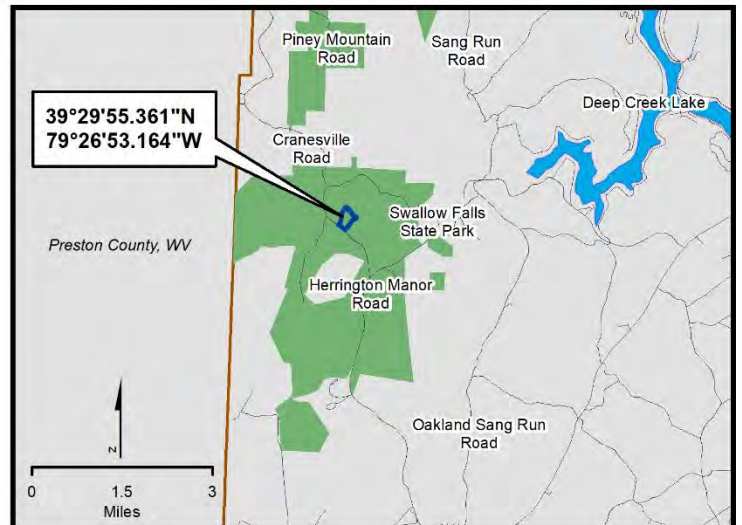 Piney Mountain
Road
Sang Run
Road
39°29'55.361"N
79°26'53.164"W
Deep Creek Lake
Cranesville
Road
Swallow Falls
State Park
Preston County, WV
Herrington Manor
Road
Oakland Sang Run
Road
N
0 1.5 3
Miles